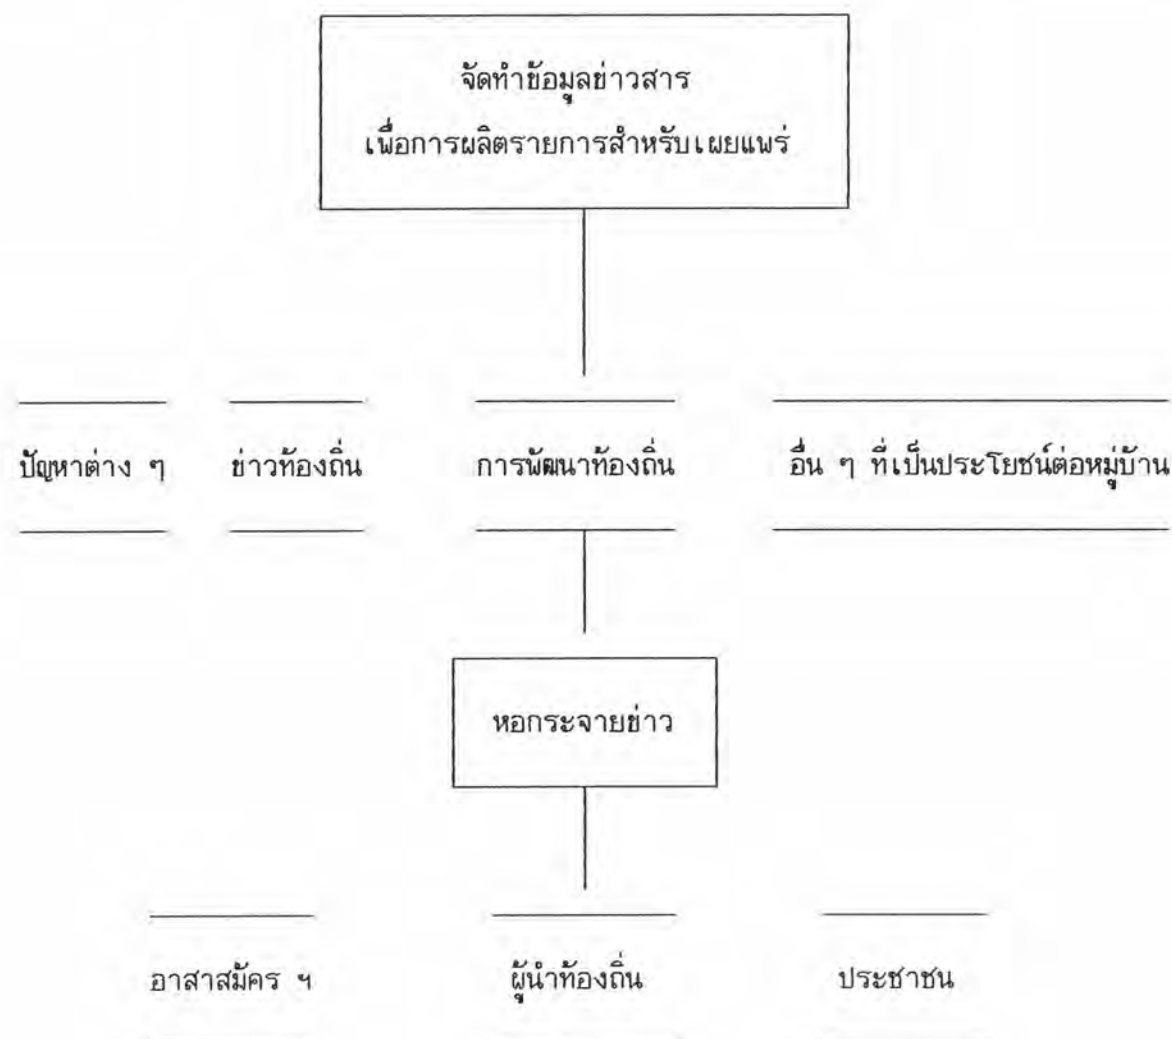 จัดทำข้อมูลข่าวสาร
เพื่อการผลิตรายการสำหรับเผยแพร่
ปัญหาต่าง ๆ ข่าวท้องถิ่น การพัฒนาท้องถิ่น อื่น ๆ ที่เป็นประโยชน์ต่อหมู่บ้าน
หอกระจายข่าว
อาสาสมัคร ฯ ผู้นำท้องถิ่น ประชาชน